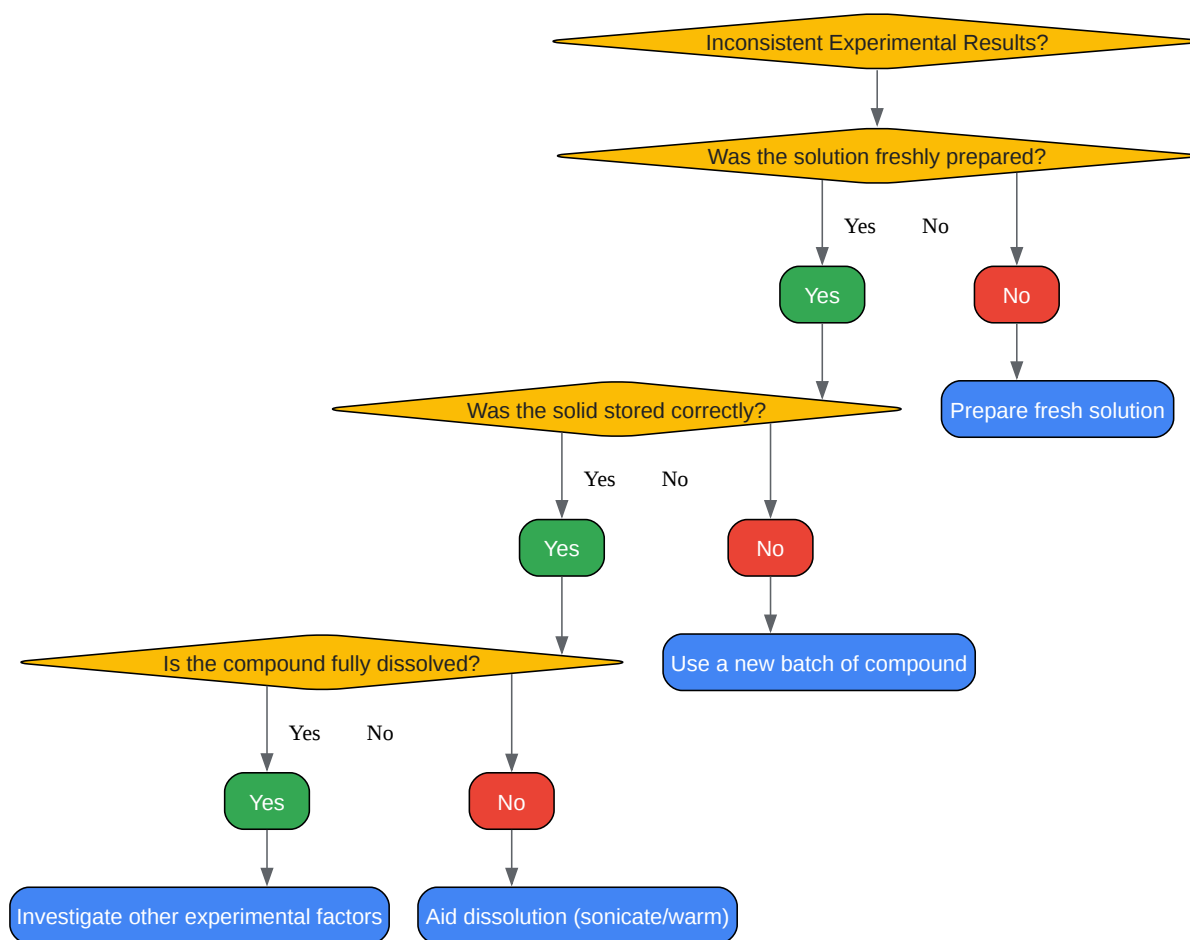 Inconsistent Experimental Results?
Was the solution freshly prepared?
Yes
No
Yes
No
Prepare fresh solution
Was the solid stored correctly?
Yes
No
Yes
No
Use a new batch of compound
Is the compound fully dissolved?
Yes
No
Yes
No
Investigate other experimental factors
Aid dissolution (sonicate/warm)